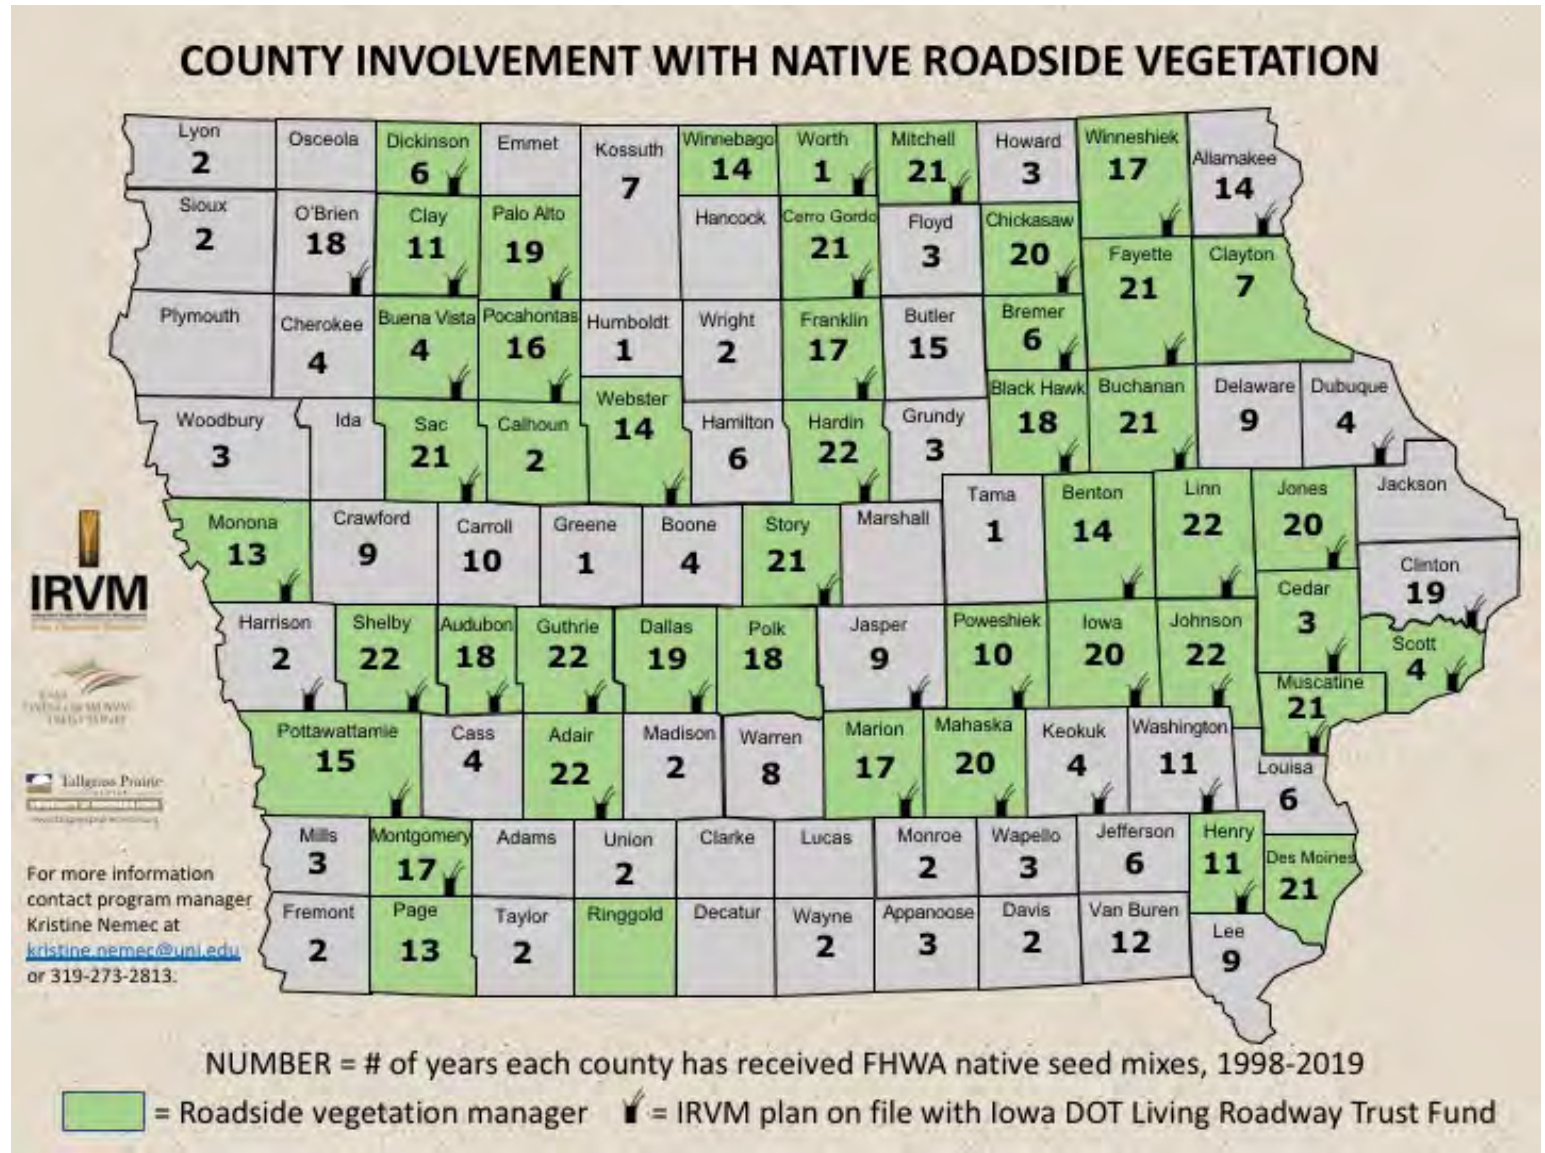 COUNTY INVOLVEMENT WITH NATIVE ROADSIDE VEGETATION
Lyon
2
Osceola
Dickinson
6
Emmet
Kossuth
7
Winnebago
14
Worth
1
Mitchell
21
Howard
3
Winneshiek
17
Allamakee
14
Sioux
2
O'Brien
18
Clay
11
Palo Alto
19
Hancock
Cerro Gordo
21
Floyd
3
Chickasaw
20
Fayette
21
Clayton
7
Plymouth
Cherokee
4
Buena Vista
4
Pocahontas
16
Humboldt
1
Wright
2
Franklin
17
Butler
15
Bremer
6
Woodbury
3
Ida
Sac
21
Calhoun
2
Webster
14
Hamilton
6
Hardin
22
Grundy
3
Black Hawk
18
Buchanan
21
Delaware
9
Dubuque
4
Monona
13
Crawford
9
Carroll
10
Greene
1
Boone
4
Story
21
Marshall
Tama
1
Benton
14
Linn
22
Jones
20
Jackson
Clinton
19
Cedar
3
Scott
4
Harrison
2
Shelby
22
Audubon
18
Guthrie
22
Dallas
19
Polk
18
Jasper
9
Poweshiek
10
Iowa
20
Johnson
22
Muscatine
21
Pottawattamie
15
Cass
4
Adair
22
Madison
2
Warren
8
Marion
17
Mahaska
20
Keokuk
4
Washington
11
Louisa
6
Mills
3
Montgomery
17
Adams
Union
2
Clarke
Lucas
Monroe
2
Wapello
3
Jefferson
6
Henry
11
Des Moines
21
Fremont
2
Page
13
Taylor
2
Ringgold
Decatur
Wayne
2
Appanoose
3
Davis
2
Van Buren
12
Lee
9
IRVM
Tallgrass Prairie
For more information
contact program manager
Kristine Nemec at
kristine.nemec@uni.edu
or 319-273-2813.
NUMBER = # of years each county has received FHWA native seed mixes, 1998-2019
= Roadside vegetation manager = IRVM plan on file with Iowa DOT Living Roadway Trust Fund